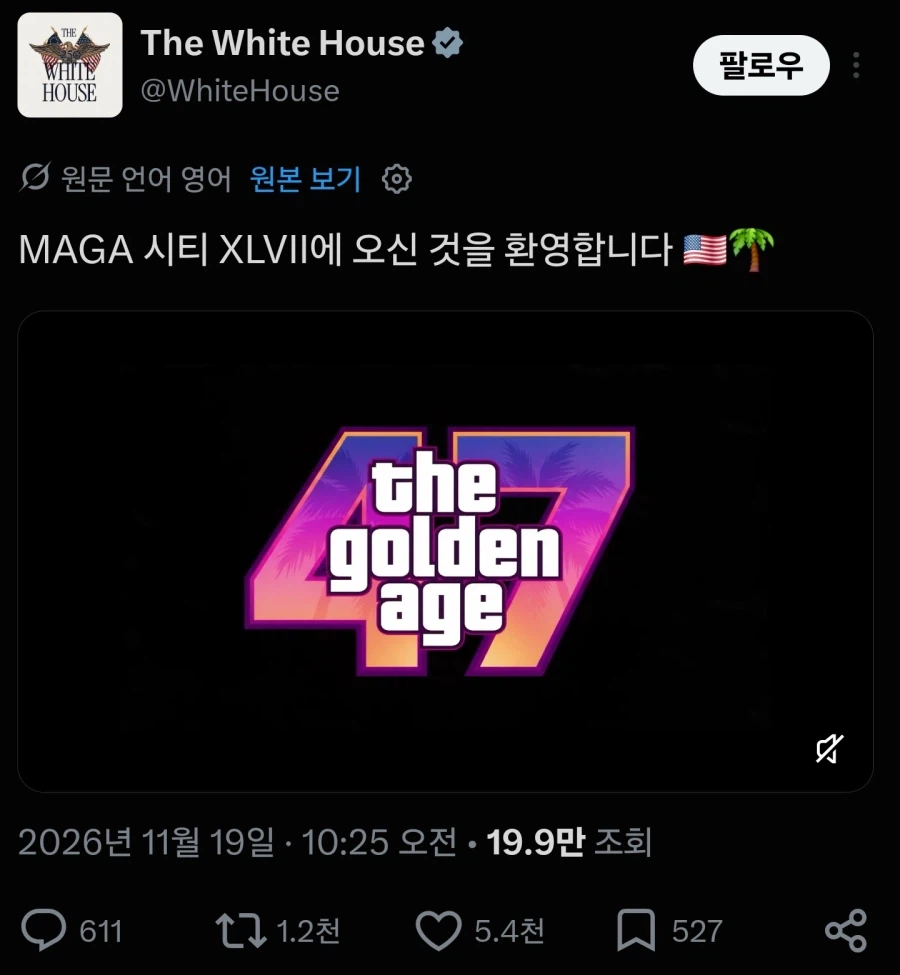 THE
WHITE
HOUSE
The White House
@WhiteHouse
팔로우
원문 언어 영어 원본 보기
MAGA 시티 XLVII에 오신 것을 환영합니다 🇺🇸🌴
47
the
golden
age
2026년 11월 19일 · 10:25 오전 · 19.9만 조회
611 1.2천 5.4천 527